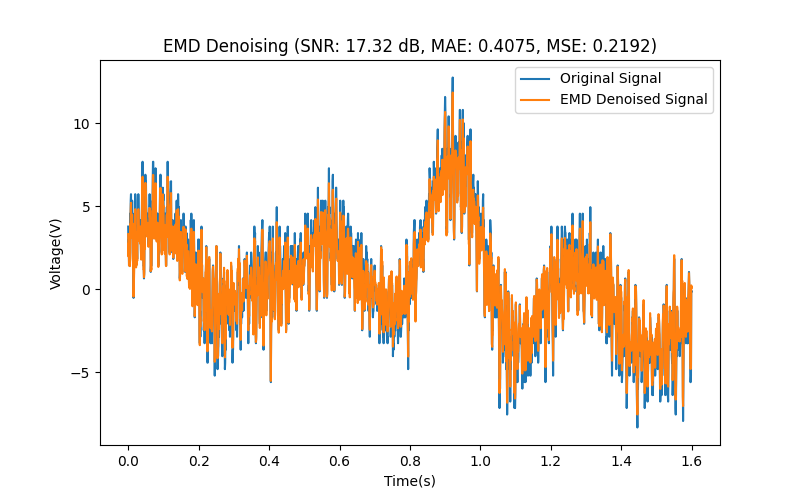 EMD Denoising (SNR: 17.32 dB, MAE: 0.4075, MSE: 0.2192)
Original Signal
EMD Denoised Signal
Voltage(V)
10
5
0
−5
0.0 0.2 0.4 0.6 0.8 1.0 1.2 1.4 1.6
Time(s)